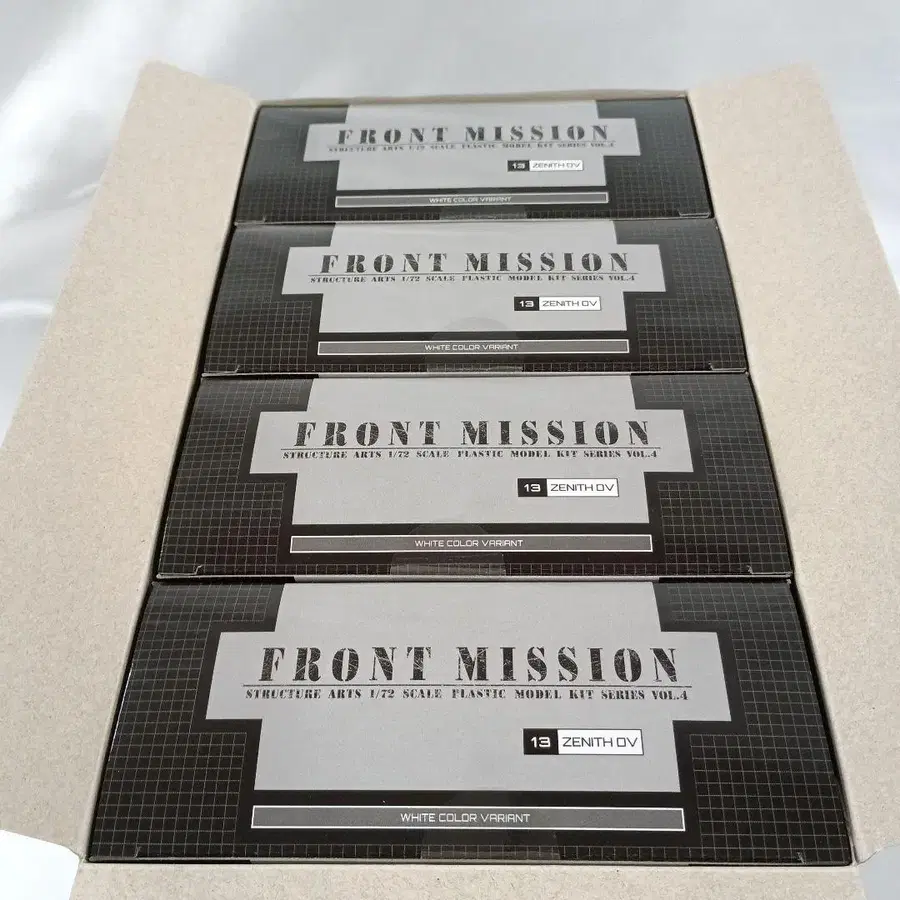 FRONT MISSION
STRUCTURE ARTS 1/72 SCALE PLASTIC MODEL KIT SERIES VOL.4
13 ZENITH DV
WHITE COLOR VARIANT
FRONT MISSION
STRUCTURE ARTS 1/72 SCALE PLASTIC MODEL KIT SERIES VOL.4
13 ZENITH DV
WHITE COLOR VARIANT
FRONT MISSION
STRUCTURE ARTS 1/72 SCALE PLASTIC MODEL KIT SERIES VOL.4
13 ZENITH DV
WHITE COLOR VARIANT
FRONT MISSION
STRUCTURE ARTS 1/72 SCALE PLASTIC MODEL KIT SERIES VOL.4
13 ZENITH DV
WHITE COLOR VARIANT